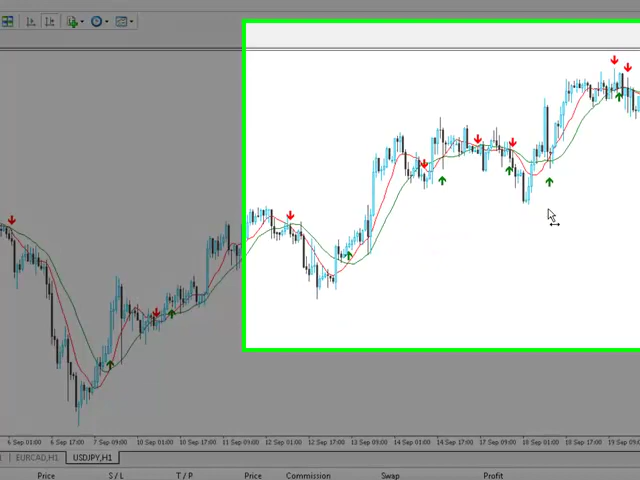 6 Sep 01:00 6 Sep 17:00 7 Sep 09:00 10 Sep 01:00 10 Sep 17:00 11 Sep 09:00 12 Sep 01:00 12 Sep 17:00 13 Sep 09:00 14 Sep 01:00 14 Sep 17:00 17 Sep 09:00 18 Sep 01:00 18 Sep 17:00 19 Sep 09:00
EURCAD,H1 USDJPY,H1
Price S / L T / P Price Commission Swap Profit